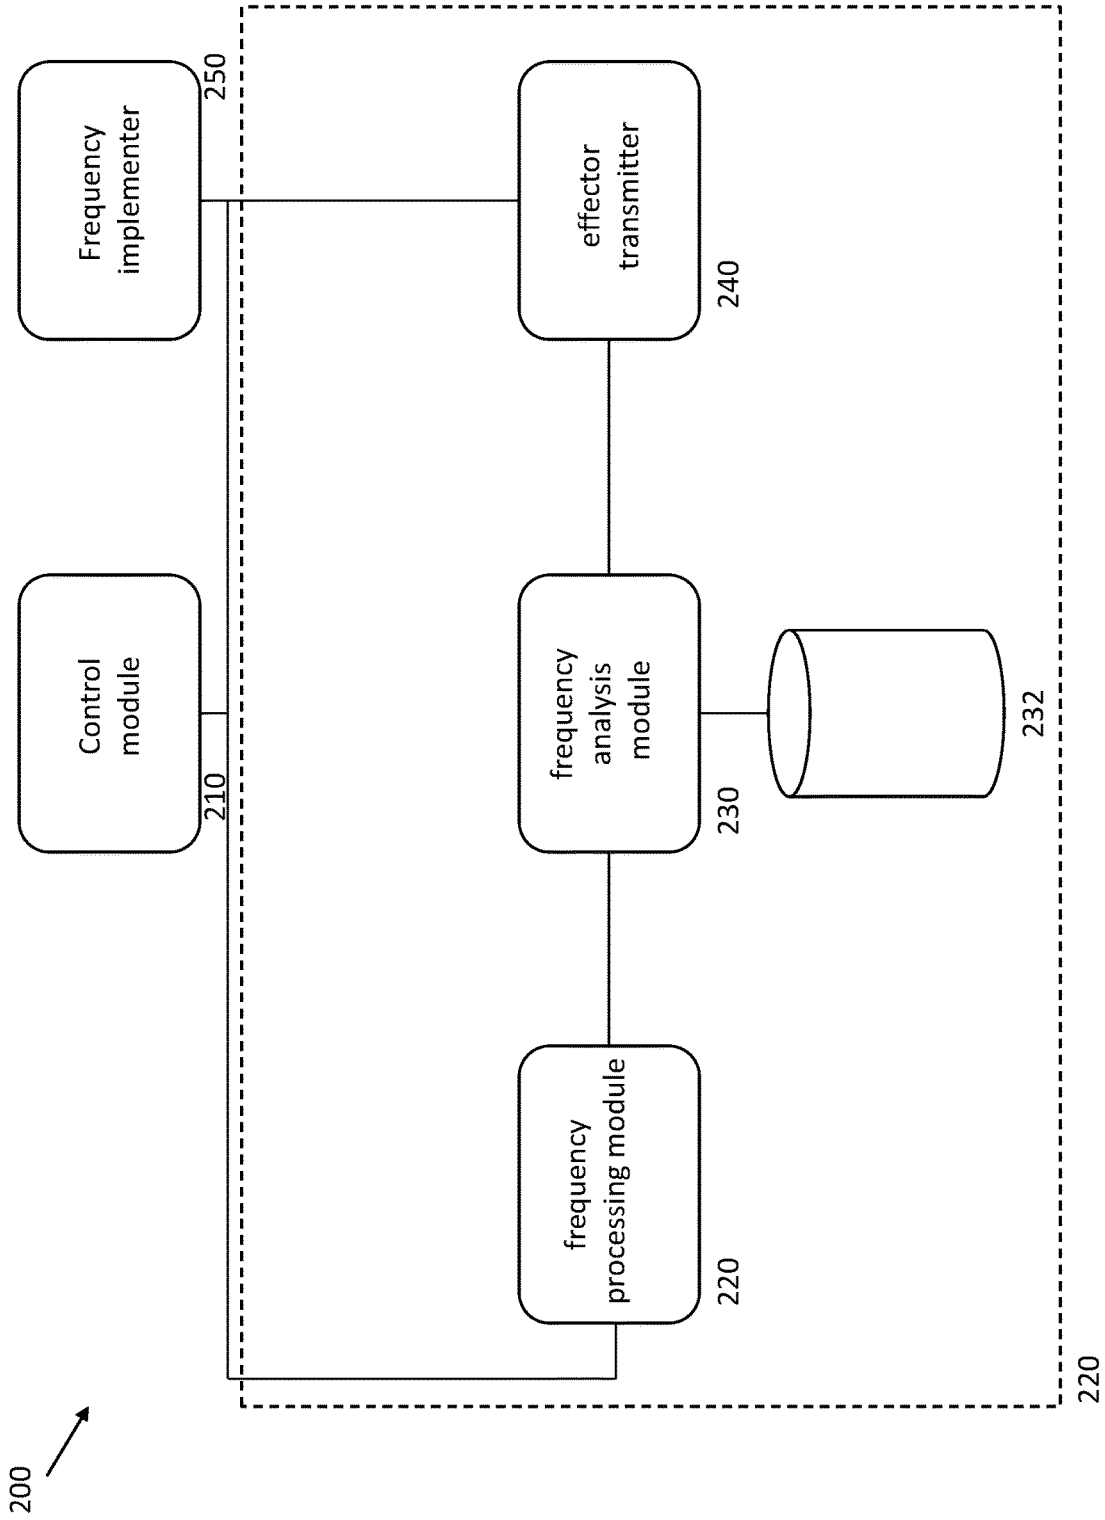 200
Control
module
210
Frequency
implementer
250
frequency
processing module
220
frequency
analysis
module
230
effector
transmitter
240
232
220